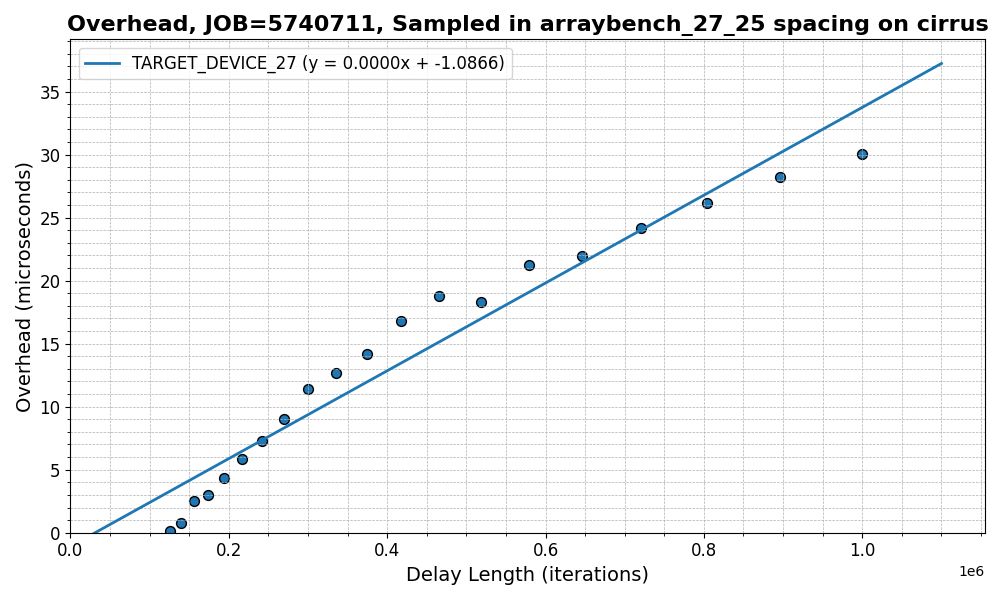 Overhead, JOB=5740711, Sampled in arraybench_27_25 spacing on cirrus
TARGET_DEVICE_27 (y = 0.0000x + -1.0866)
Overhead (microseconds)
35
30
25
20
15
10
5
0
0.0 0.2 0.4 0.6 0.8 1.0
1e6
Delay Length (iterations)